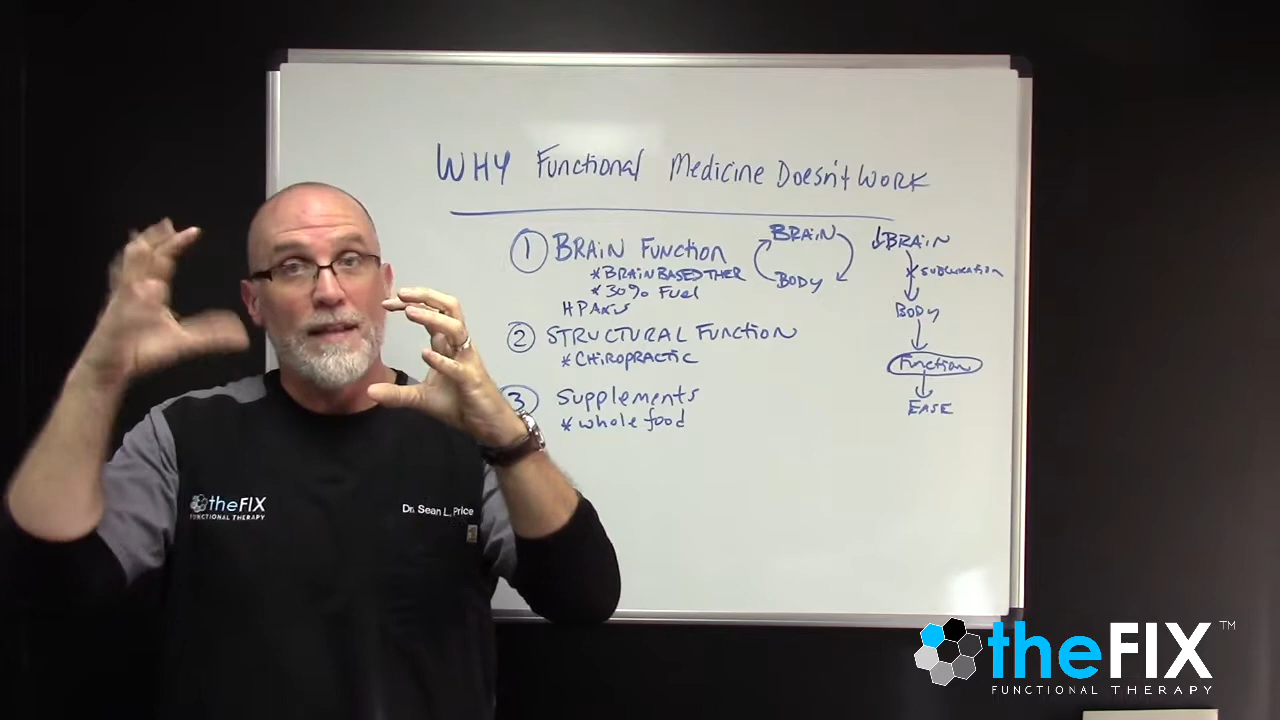 WHY Functional Medicine Doesn't WORK
① BRAIN FUNCTION
*BRAIN BASED THER
*30% Fuel
HPAxis
② STRUCTURAL FUNCTION
*CHIROPRACTIC
3 Supplements
*whole food
BRAIN
BODY
↓BRAIN
*SUBLUXATION
BODY
Function
EASE
theFIX
FUNCTIONAL THERAPY
Dr. Sean L. Price
theFIX™
FUNCTIONAL THERAPY